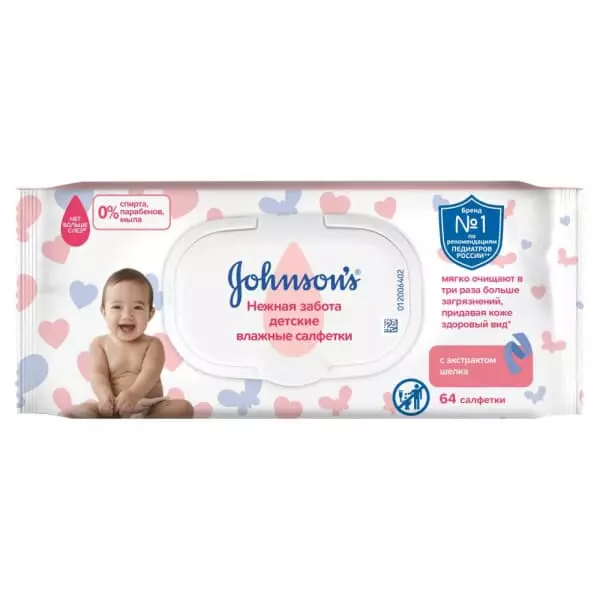 НЕТ
БОЛЬШЕ
СЛЕЗ*
0%
спирта,
парабенов,
мыла
Johnson's
Нежная забота
детские
влажные салфетки
012006402
Бренд
№1
по
рекомендациям
ПЕДИАТРОВ
РОССИИ**
мягко очищают в
три раза больше
загрязнений,
придавая коже
здоровый вид*
с экстрактом
шелка
64 салфетки